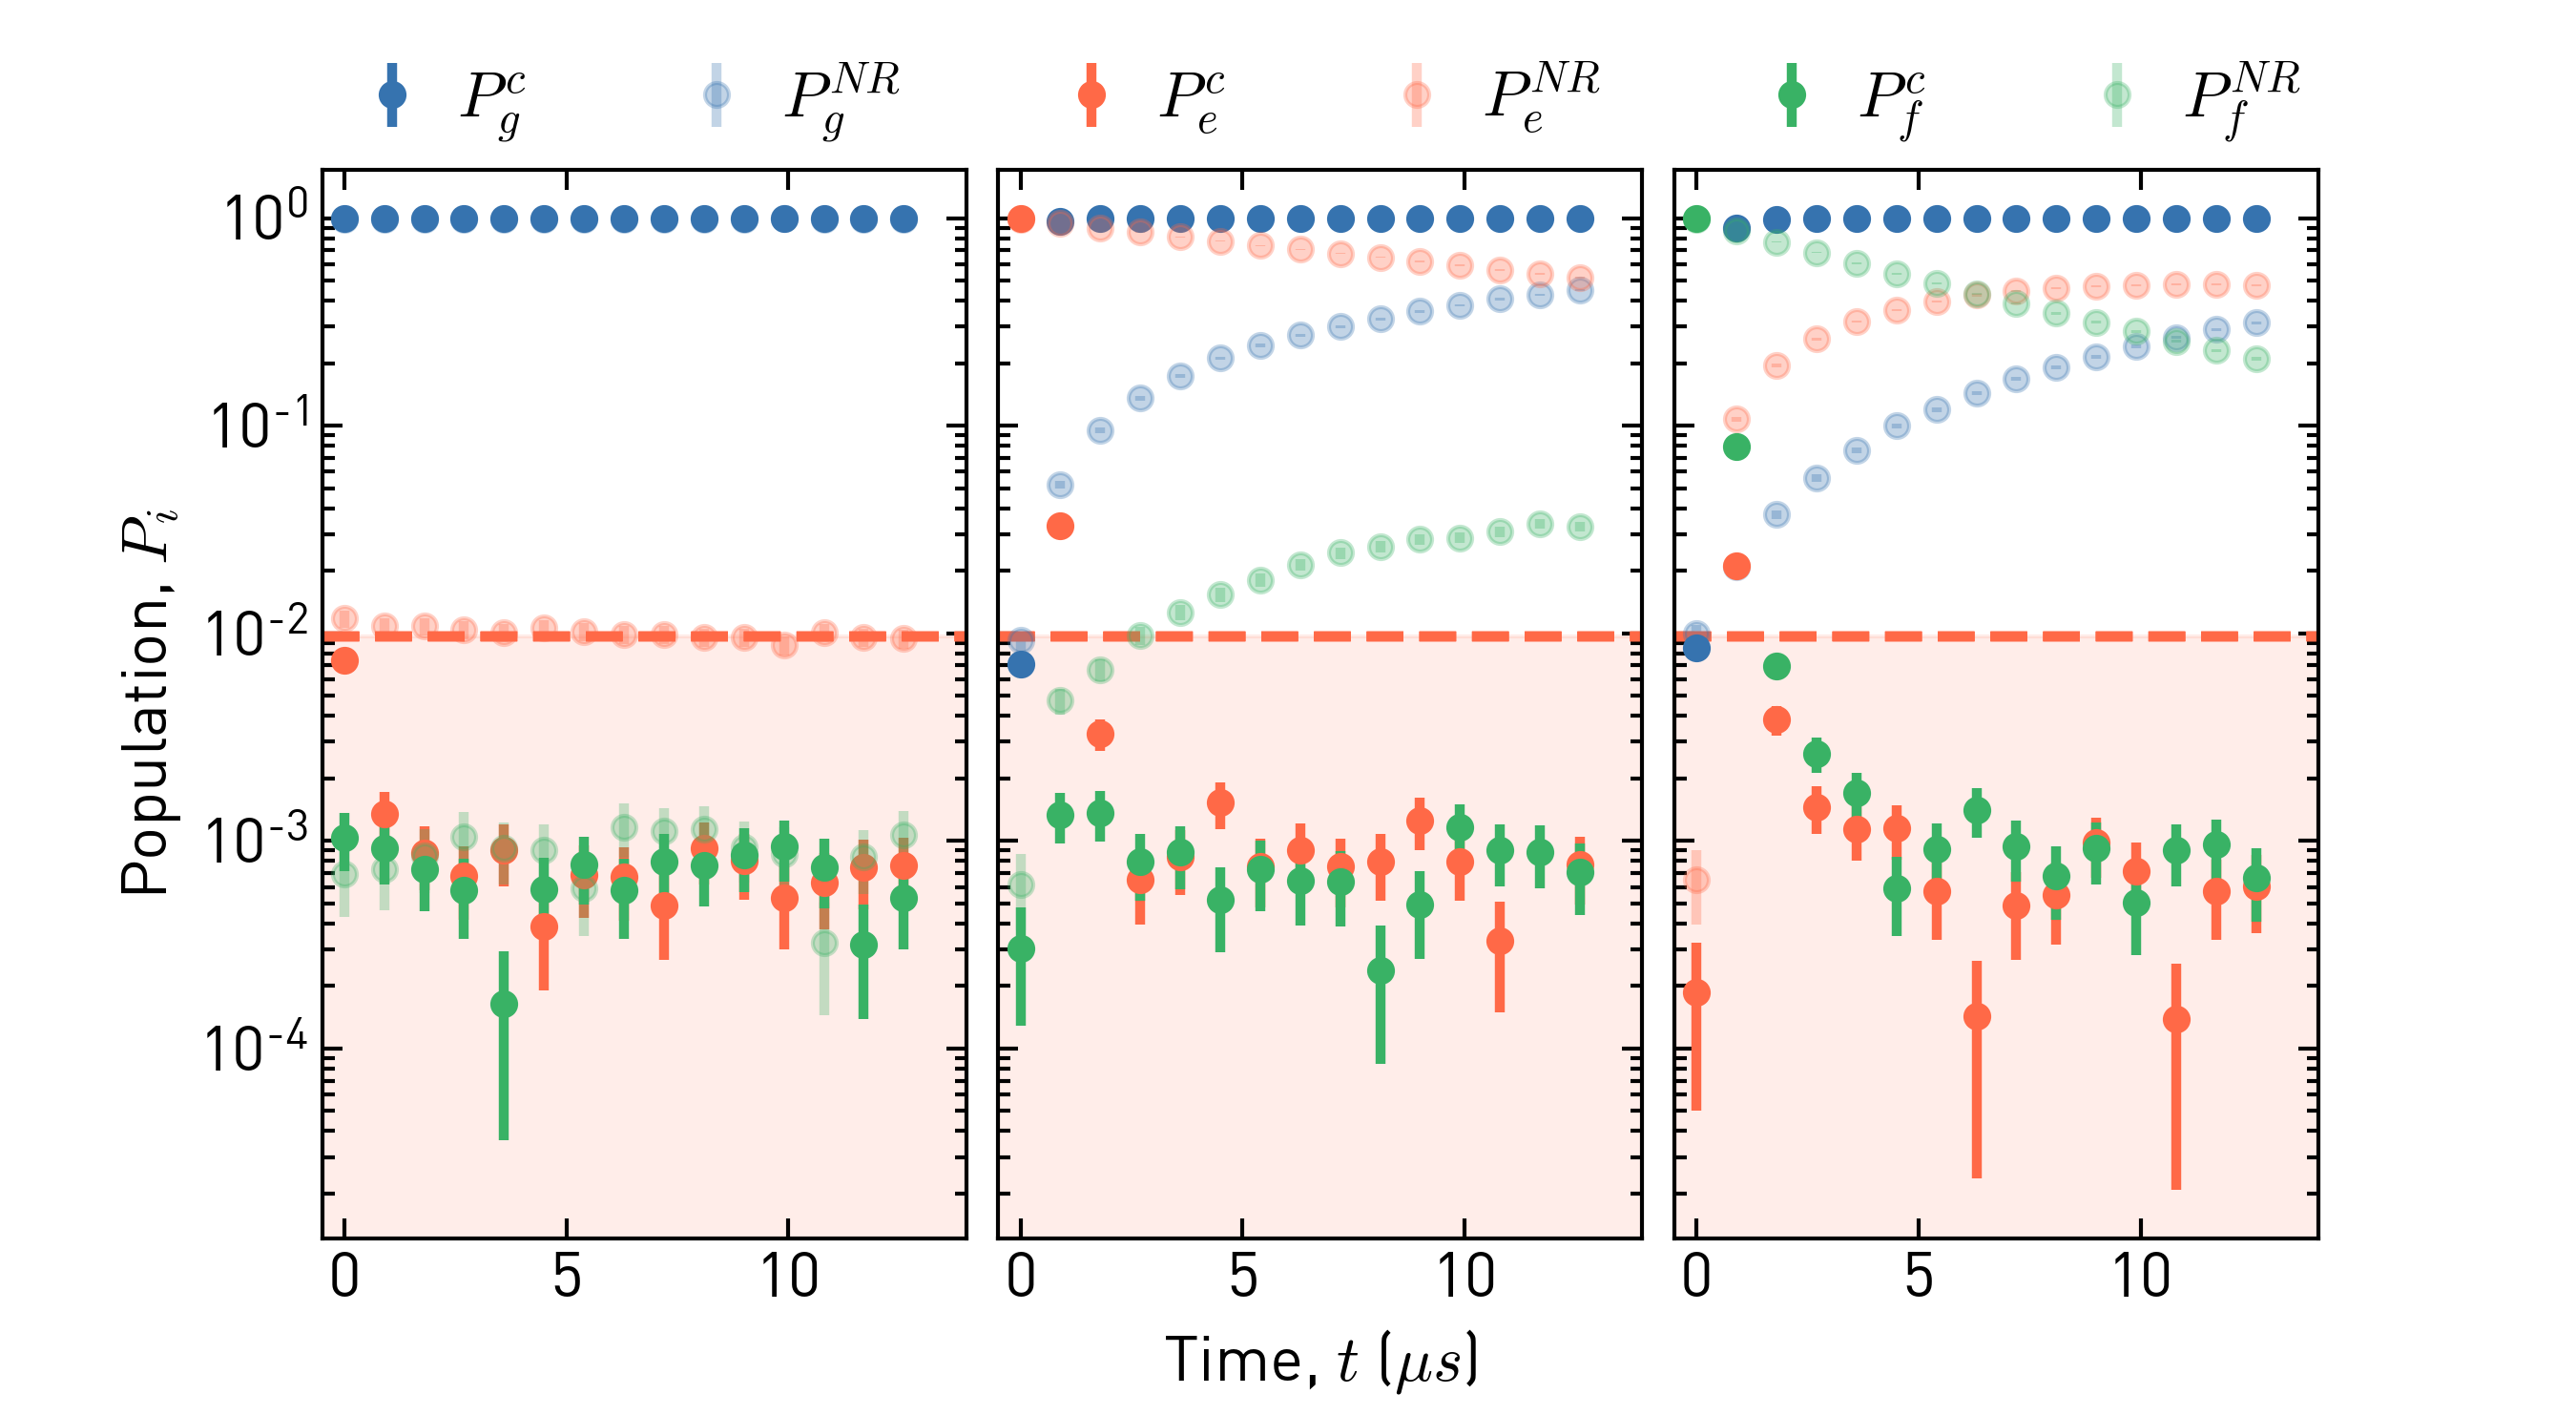 P_g^c P_g^{NR} P_e^c P_e^{NR} P_f^c P_f^{NR}
Population, P_i
10^0
10^{-1}
10^{-2}
10^{-3}
10^{-4}
0 5 10 0 5 10 0 5 10
Time, t (μs)